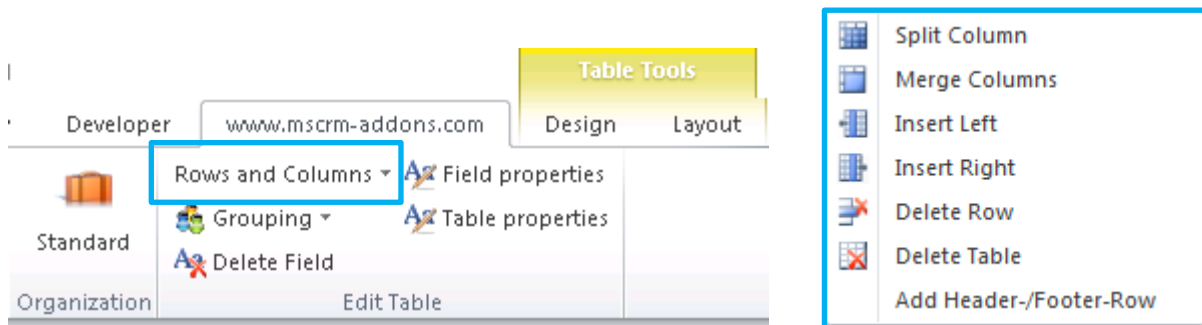 Table Tools
Developer www.mscrm-addons.com Design Layout
Rows and Columns Field properties
Grouping Table properties
Standard
Delete Field
Organization Edit Table
Split Column
Merge Columns
Insert Left
Insert Right
Delete Row
Delete Table
Add Header-/Footer-Row